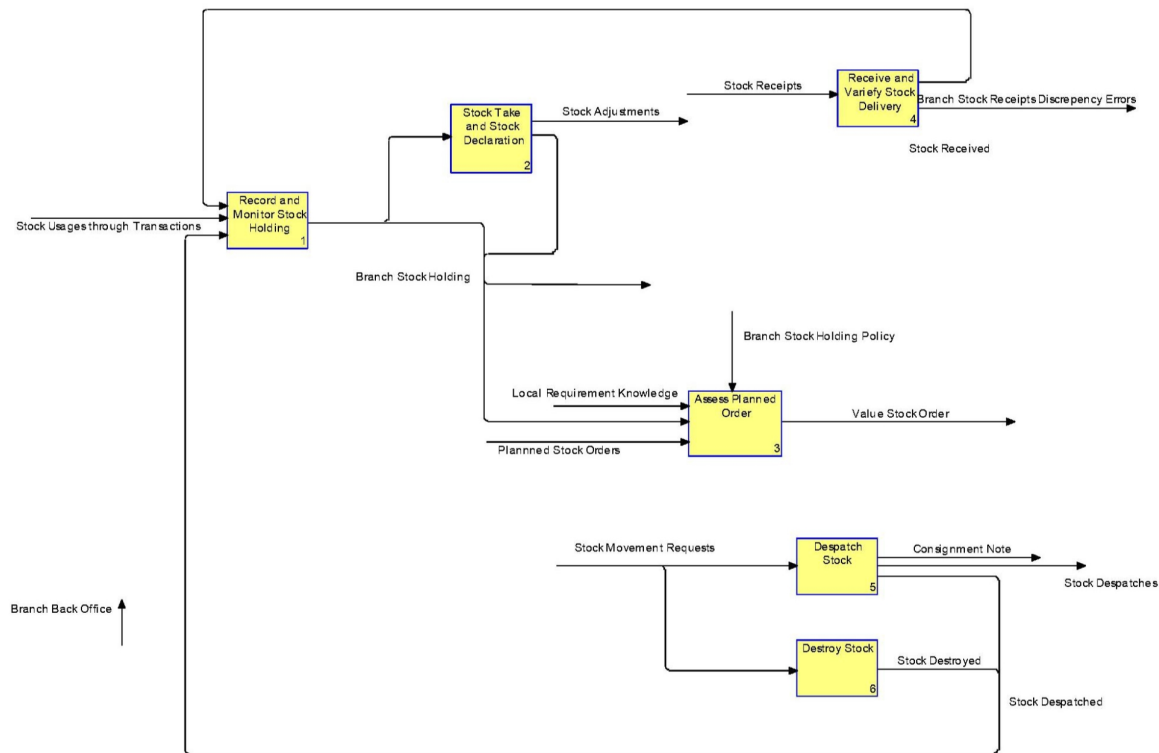 Receive and
Variefy Stock
Delivery
4
Stock Receipts
Branch Stock Receipts Discrepency Errors
Stock Received
Stock Take
and Stock
Declaration
2
Stock Adjustments
Record and
Monitor Stock
Holding
1
Stock Usages through Transactions
Branch Stock Holding
Branch Stock Holding Policy
Local Requirement Knowledge
Assess Planned
Order
3
Value Stock Order
Plannned Stock Orders
Stock Movement Requests
Despatch
Stock
5
Consignment Note
Stock Despatches
Branch Back Office
Destroy Stock
6
Stock Destroyed
Stock Despatched